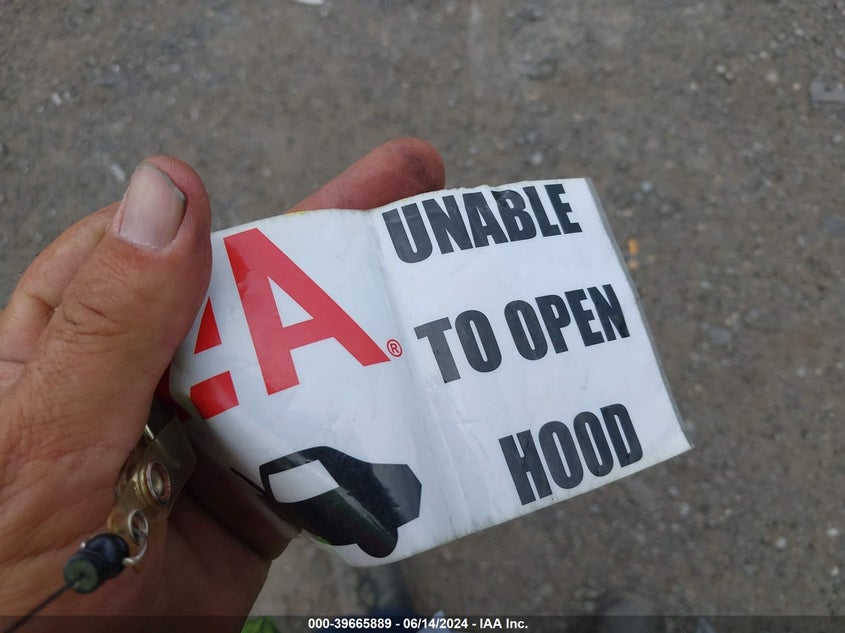 A®
UNABLE
TO OPEN
HOOD
000-39665889 - 06/14/2024 - IAA Inc.